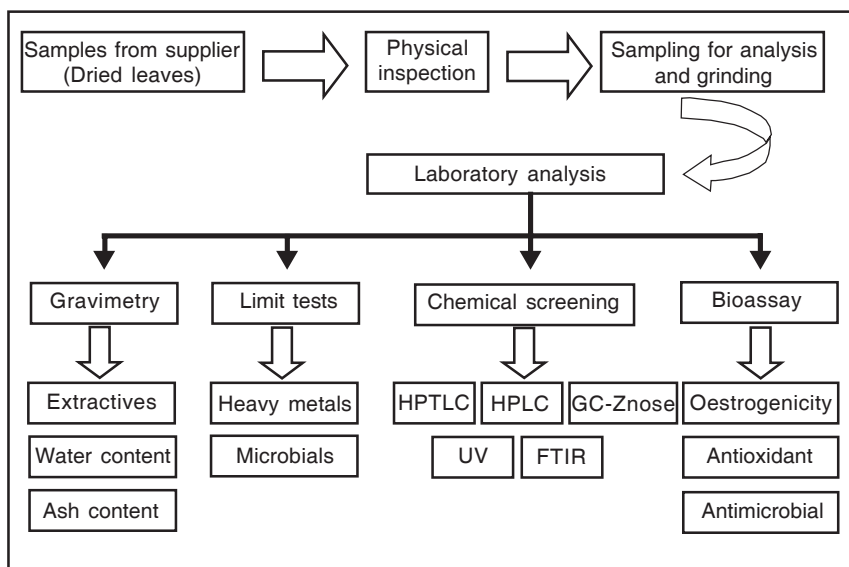 Samples from supplier
(Dried leaves)
Physical
inspection
Sampling for analysis
and grinding
Laboratory analysis
Gravimetry
Limit tests
Chemical screening
Bioassay
Extractives
Heavy metals
HPTLC
HPLC
GC-Znose
Oestrogenicity
Water content
Microbials
UV
FTIR
Antioxidant
Ash content
Antimicrobial